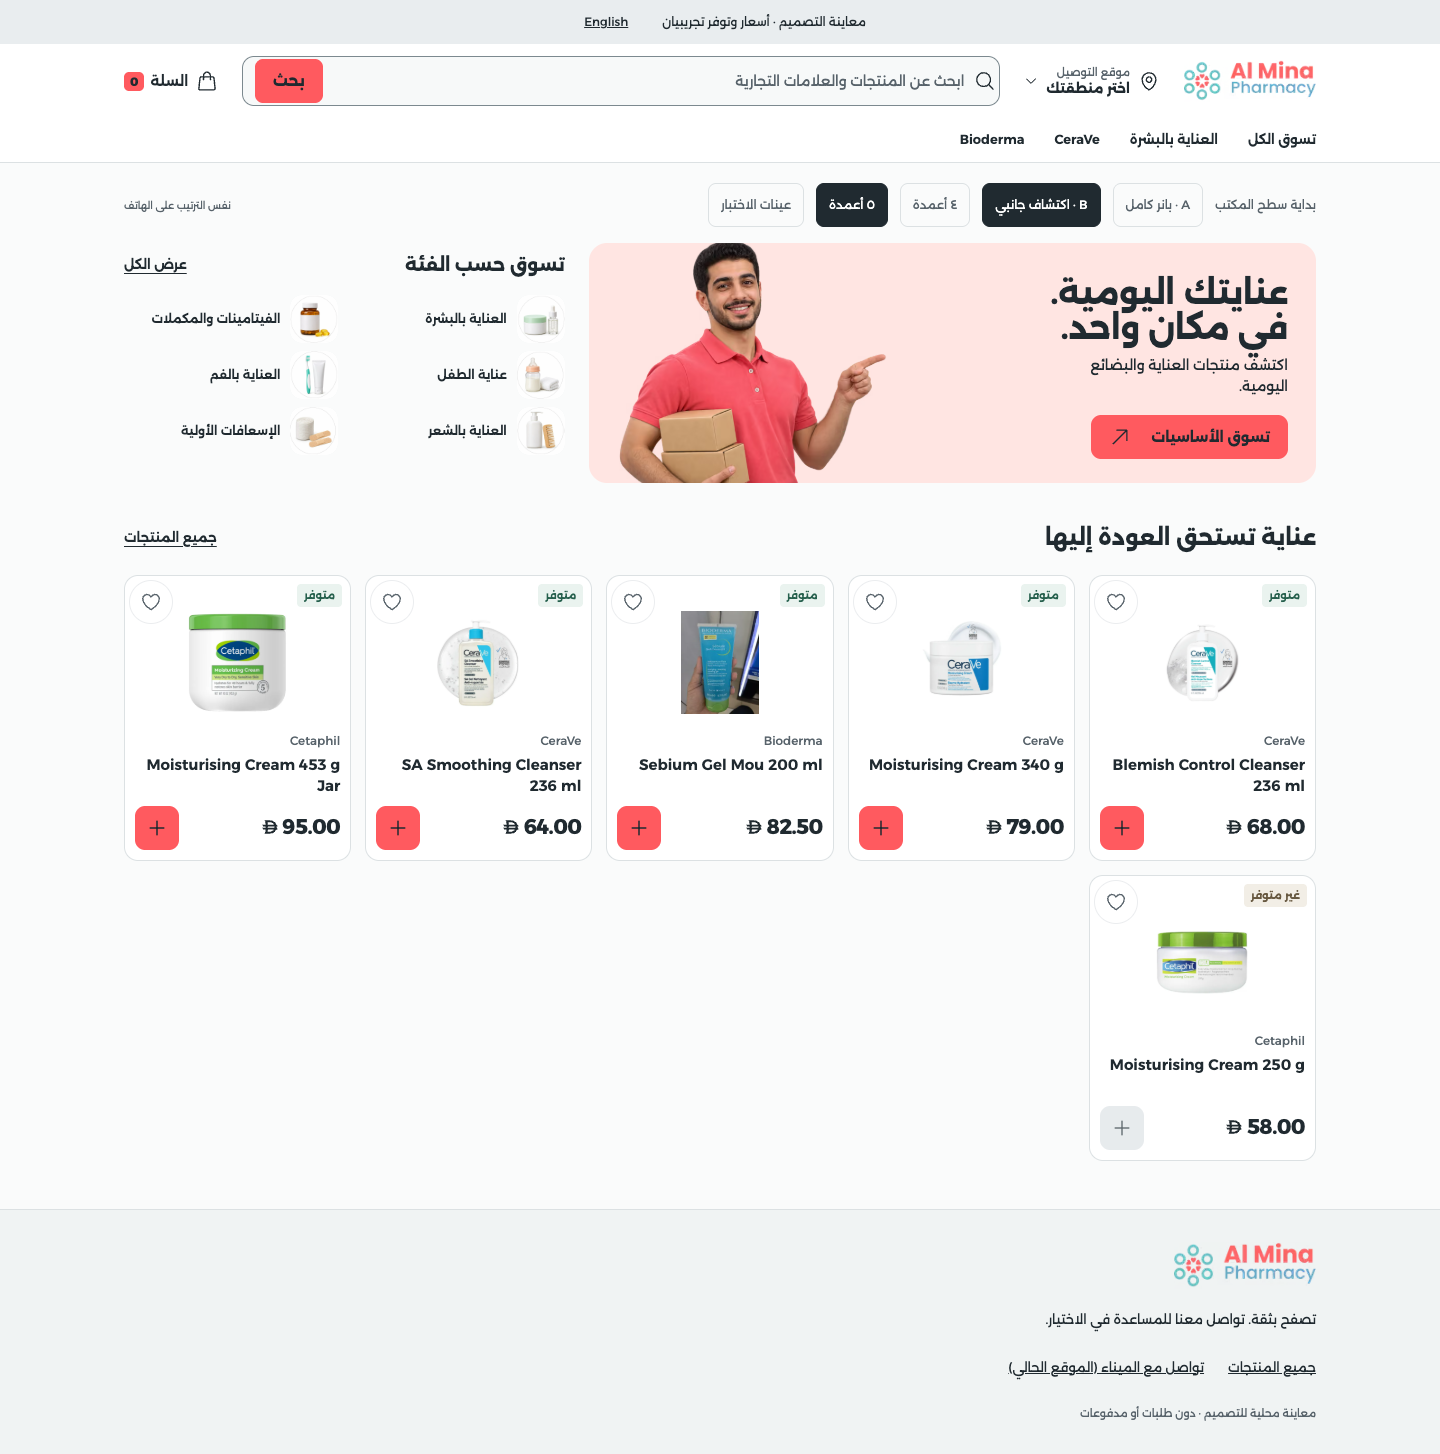 معاينة التصميم · أسعار وتوفر تجريبيان
English
Al Mina
Pharmacy
موقع التوصيل
اختر منطقتك
ابحث عن المنتجات والعلامات التجارية
بحث
السلة
0
تسوق الكل
العناية بالبشرة
CeraVe
Bioderma
بداية سطح المكتب
A · بانر كامل
B · اكتشاف جانبي
٤ أعمدة
٥ أعمدة
عينات الاختبار
نفس الترتيب على الهاتف
عنايتك اليومية.
في مكان واحد.
اكتشف منتجات العناية والبضائع
اليومية.
تسوق الأساسيات
تسوق حسب الفئة
عرض الكل
العناية بالبشرة
الفيتامينات والمكملات
عناية الطفل
العناية بالفم
العناية بالشعر
الإسعافات الأولية
عناية تستحق العودة إليها
جميع المنتجات
متوفر
CeraVe
CeraVe
Blemish Control Cleanser
236 ml
68.00
متوفر
CeraVe
CeraVe
Moisturising Cream 340 g
79.00
متوفر
BIODERMA
Bioderma
Sebium Gel Mou 200 ml
82.50
متوفر
CeraVe
CeraVe
SA Smoothing Cleanser
236 ml
64.00
متوفر
Cetaphil
Moisturizing Cream
Cetaphil
Moisturising Cream 453 g
Jar
95.00
غير متوفر
Cetaphil
Cetaphil
Moisturising Cream 250 g
58.00
Al Mina
Pharmacy
تصفح بثقة. تواصل معنا للمساعدة في الاختيار.
جميع المنتجات
تواصل مع الميناء (الموقع الحالي)
معاينة محلية للتصميم · دون طلبات أو مدفوعات